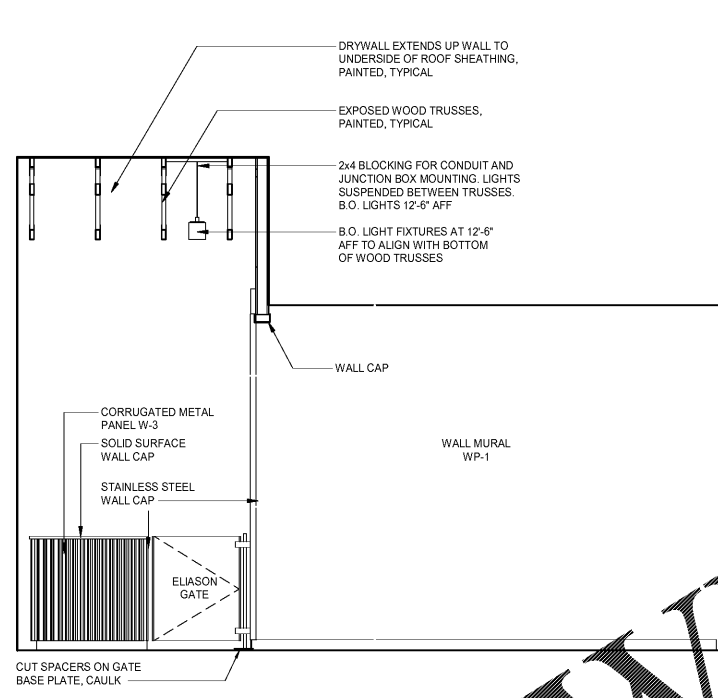 DRYWALL EXTENDS UP WALL TO
UNDERSIDE OF ROOF SHEATHING,
PAINTED, TYPICAL
EXPOSED WOOD TRUSSES,
PAINTED, TYPICAL
2x4 BLOCKING FOR CONDUIT AND
JUNCTION BOX MOUNTING. LIGHTS
SUSPENDED BETWEEN TRUSSES.
B.O. LIGHTS 12'-6" AFF
B.O. LIGHT FIXTURES AT 12'-6"
AFF TO ALIGN WITH BOTTOM
OF WOOD TRUSSES
WALL CAP
CORRUGATED METAL
PANEL W-3
SOLID SURFACE
WALL CAP
STAINLESS STEEL
WALL CAP
WALL MURAL
WP-1
ELIASON
GATE
CUT SPACERS ON GATE
BASE PLATE, CAULK